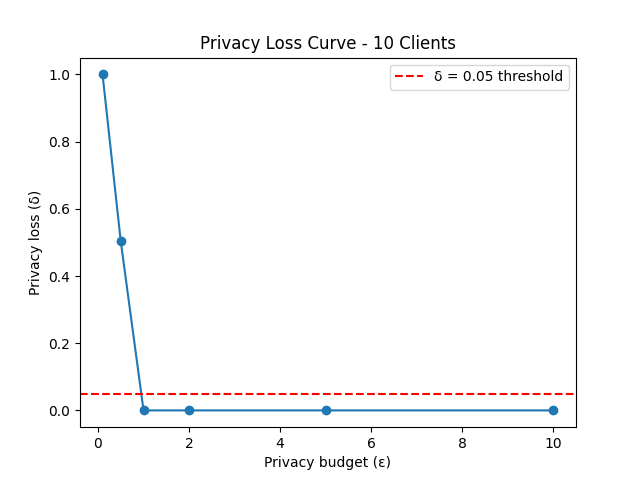 Privacy Loss Curve - 10 Clients
δ = 0.05 threshold
Privacy loss (δ)
1.0
0.8
0.6
0.4
0.2
0.0
0 2 4 6 8 10
Privacy budget (ε)